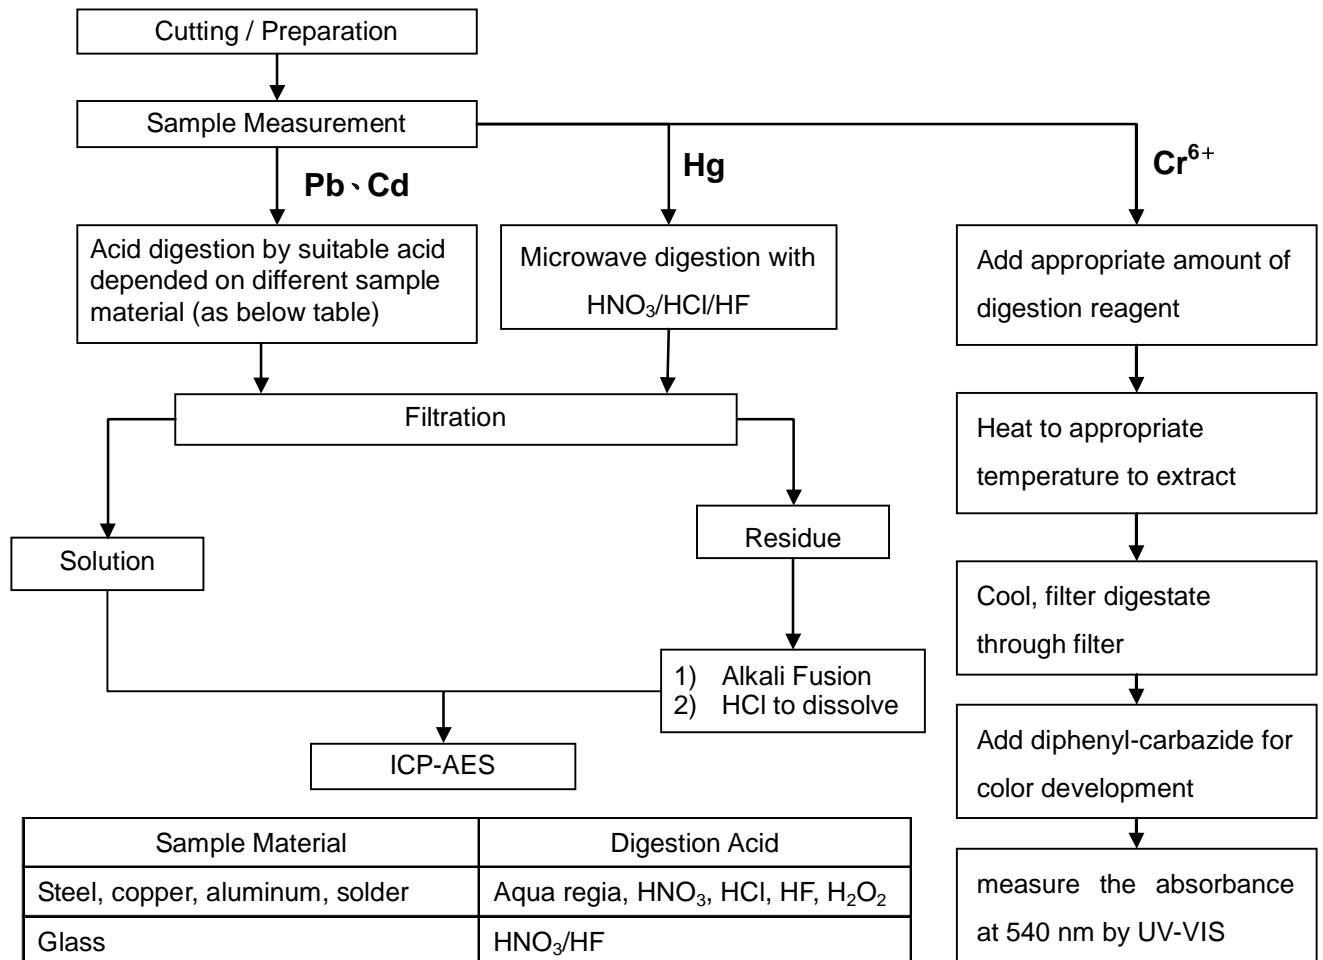 Cutting / Preparation
Sample Measurement
Pb、Cd
Hg
Cr⁶⁺
Acid digestion by suitable acid
depended on different sample
material (as below table)
Microwave digestion with
HNO₃/HCl/HF
Add appropriate amount of
digestion reagent
Filtration
Heat to appropriate
temperature to extract
Solution
Residue
Cool, filter digestate
through filter
1) Alkali Fusion
2) HCl to dissolve
Add diphenyl-carbazide for
color development
ICP-AES
Sample Material Digestion Acid
Steel, copper, aluminum, solder Aqua regia, HNO₃, HCl, HF, H₂O₂
Glass HNO₃/HF
measure the absorbance
at 540 nm by UV-VIS